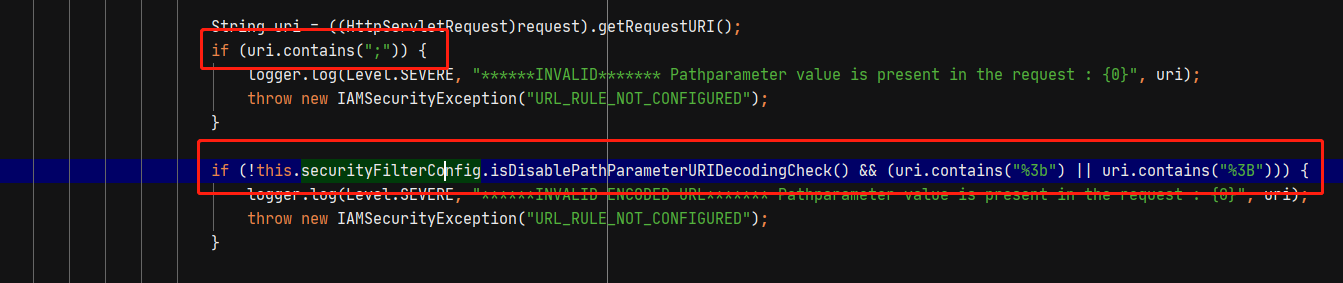 String uri = ((HttpServletRequest)request).getRequestURI();
if (uri.contains(";")) {
logger.log(Level.SEVERE, "******INVALID******* Pathparameter value is present in the request : {0}", uri);
throw new IAMSecurityException("URL_RULE_NOT_CONFIGURED");
}
if (!this.securityFilterConfig.isDisablePathParameterURIDecodingCheck() && (uri.contains("%3b") || uri.contains("%3B"))) {
logger.log(Level.SEVERE, "******INVALID ENCODED URL******* Pathparameter value is present in the request : {0}", uri);
throw new IAMSecurityException("URL_RULE_NOT_CONFIGURED");
}